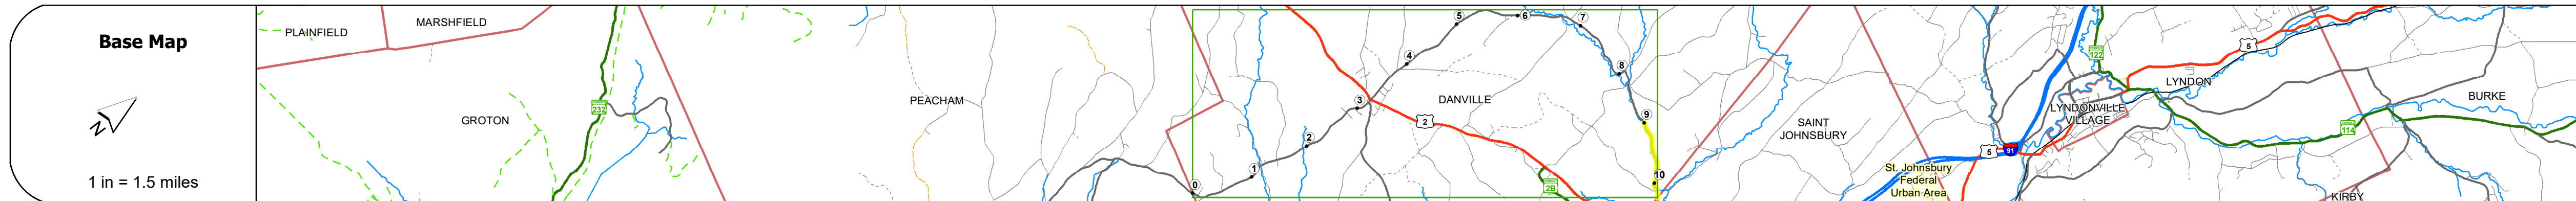 Base Map
N
1 in = 1.5 miles
PLAINFIELD
MARSHFIELD
GROTON
232
PEACHAM
0
1
2
3
4
5
6
7
8
9
10
2
DANVILLE
2B
SAINT
JOHNSBURY
St. Johnsbury
Federal
Urban Area
5
91
122
LYNDONVILLE
VILLAGE
LYNDON
5
114
BURKE
KIRBY